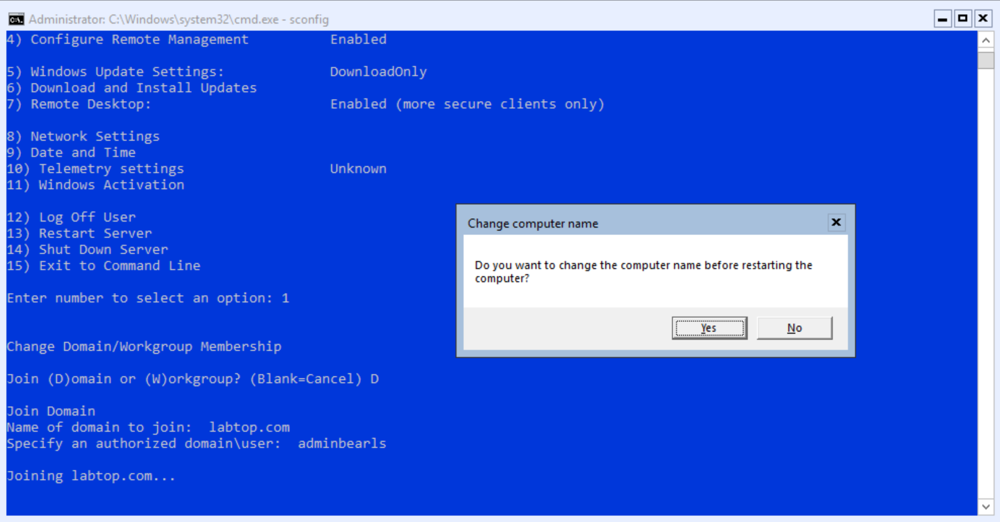 Administrator: C:\Windows\system32\cmd.exe - sconfig
4) Configure Remote Management Enabled
5) Windows Update Settings: DownloadOnly
6) Download and Install Updates
7) Remote Desktop: Enabled (more secure clients only)
8) Network Settings
9) Date and Time
10) Telemetry settings Unknown
11) Windows Activation
12) Log Off User
13) Restart Server
14) Shut Down Server
15) Exit to Command Line
Enter number to select an option: 1
Change Domain/Workgroup Membership
Join (D)omain or (W)orkgroup? (Blank=Cancel) D
Join Domain
Name of domain to join: labtop.com
Specify an authorized domain\user: adminbearls
Joining labtop.com...
Change computer name
Do you want to change the computer name before restarting the
computer?
Yes No